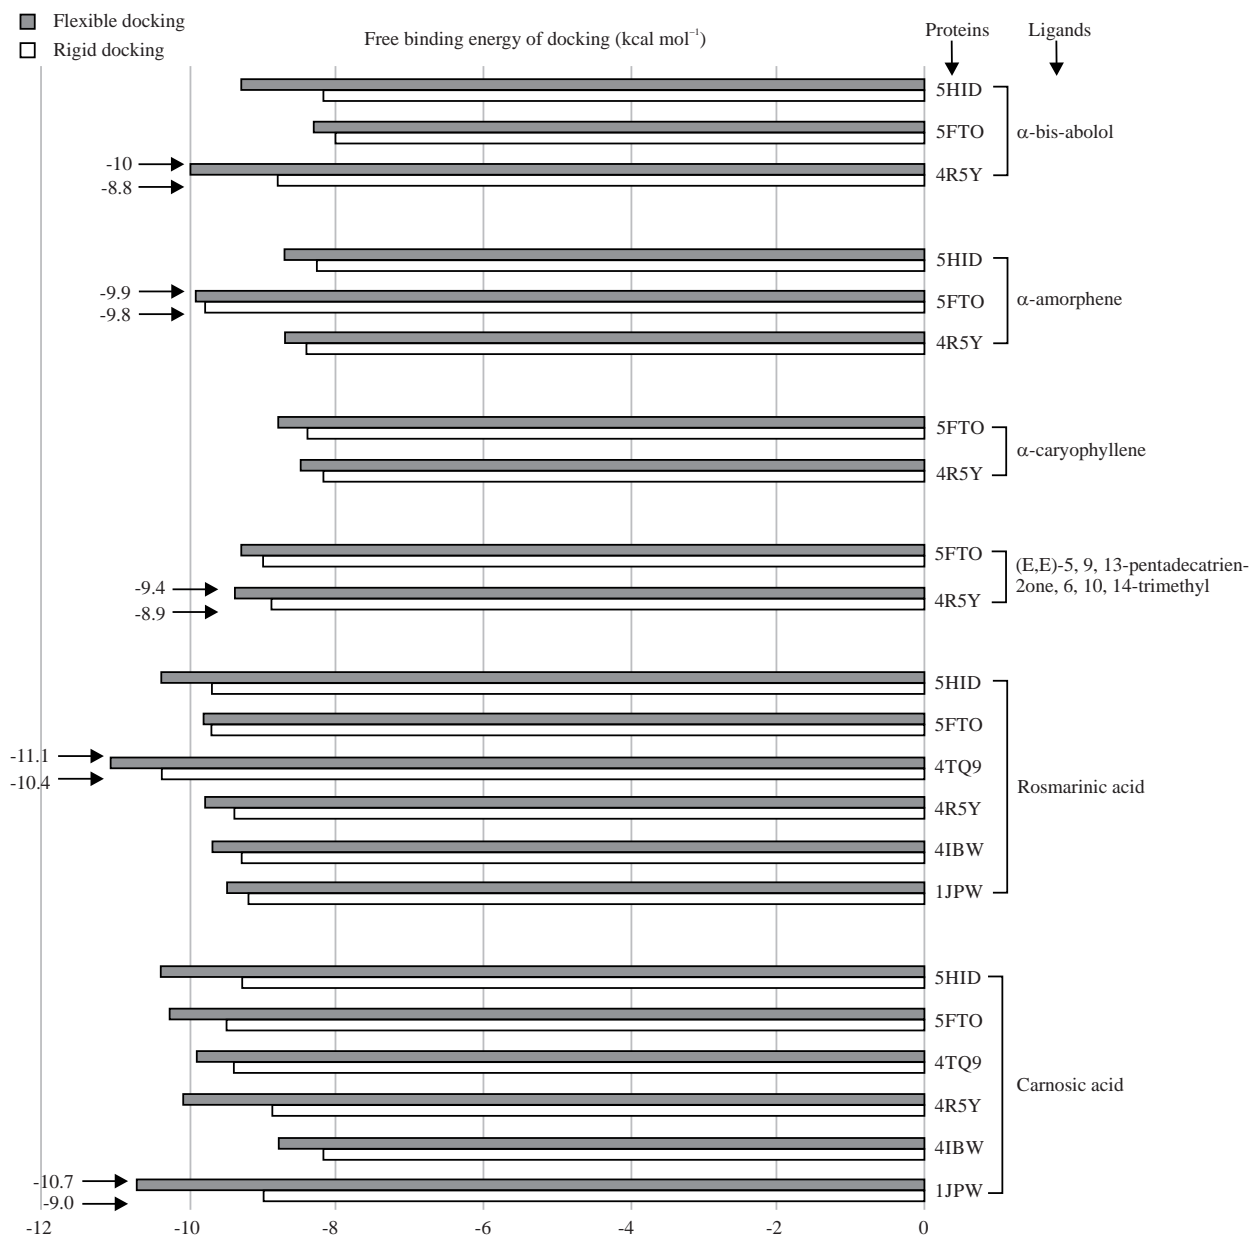 Flexible docking
Rigid docking
Free binding energy of docking (kcal mol⁻¹)
Proteins
Ligands
5HID
5FTO
-10
-8.8
4R5Y
α-bis-abolol
5HID
-9.9
-9.8
5FTO
4R5Y
α-amorphene
5FTO
4R5Y
α-caryophyllene
5FTO
-9.4
-8.9
4R5Y
(E,E)-5, 9, 13-pentadecatrien-
2one, 6, 10, 14-trimethyl
5HID
5FTO
-11.1
-10.4
4TQ9
4R5Y
4IBW
1JPW
Rosmarinic acid
5HID
5FTO
4TQ9
4R5Y
4IBW
-10.7
-9.0
1JPW
Carnosic acid
-12 -10 -8 -6 -4 -2 0